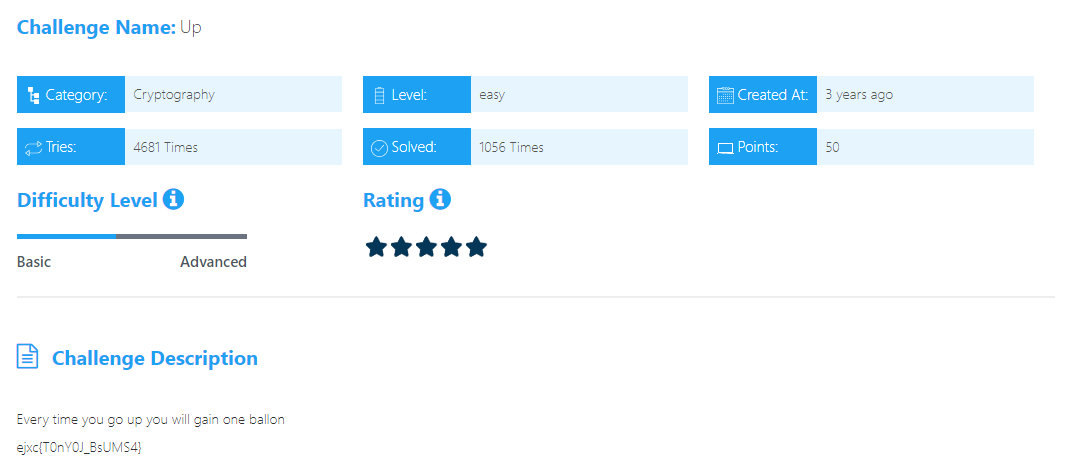 Challenge Name: Up
Category: Cryptography Level: easy Created At: 3 years ago
Tries: 4681 Times Solved: 1056 Times Points: 50
Difficulty Level Rating
Basic Advanced
Challenge Description
Every time you go up you will gain one ballon
ejxc{T0nY0J_BsUMS4}